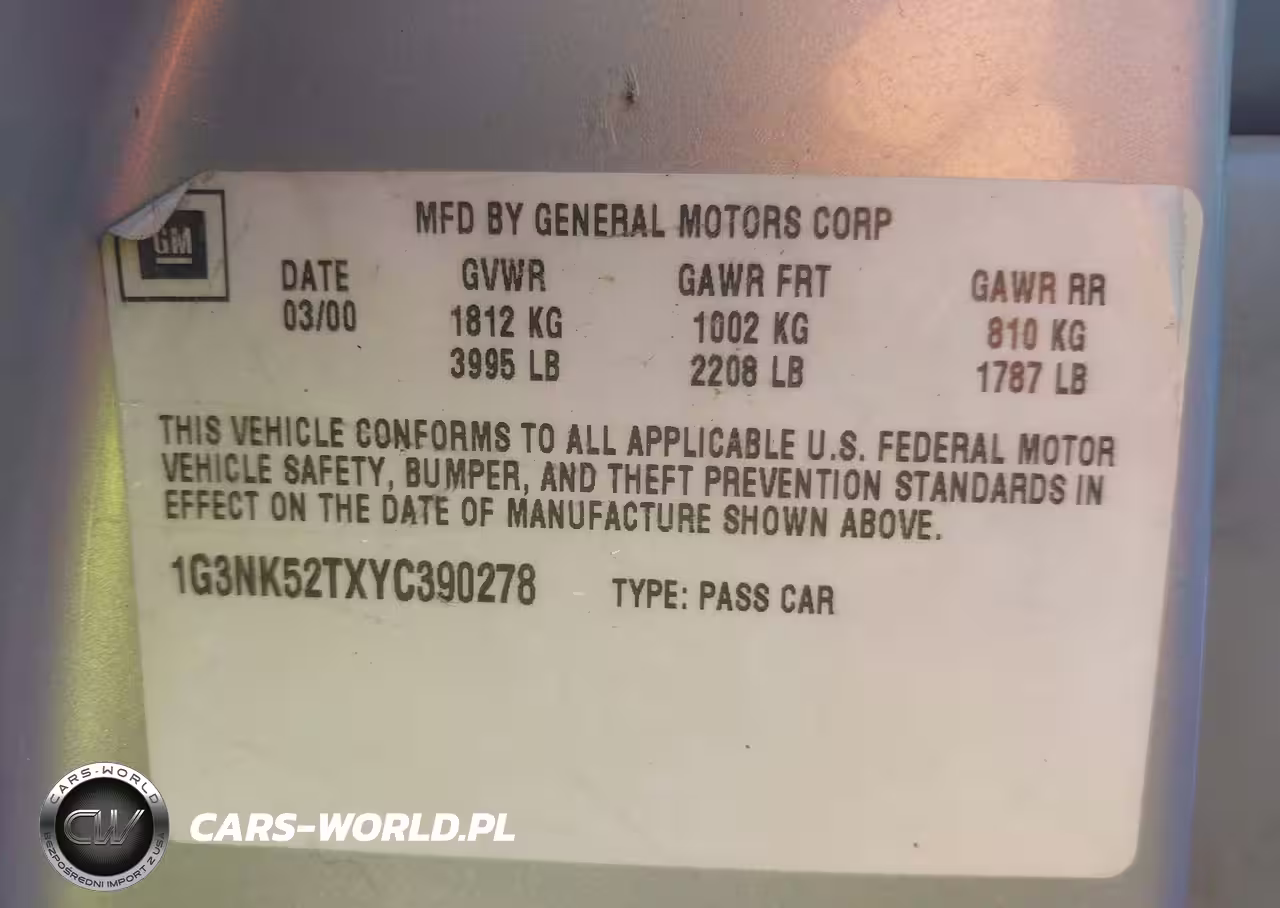 GM
MFD BY GENERAL MOTORS CORP
DATE GVWR GAWR FRT GAWR RR
03/00 1812 KG 1002 KG 810 KG
3995 LB 2208 LB 1787 LB
THIS VEHICLE CONFORMS TO ALL APPLICABLE U.S. FEDERAL MOTOR
VEHICLE SAFETY, BUMPER, AND THEFT PREVENTION STANDARDS IN
EFFECT ON THE DATE OF MANUFACTURE SHOWN ABOVE.
1G3NK52TXYC390278 TYPE: PASS CAR
CARS-WORLD
CW
BEZPOŚREDNI IMPORT Z USA
CARS-WORLD.PL